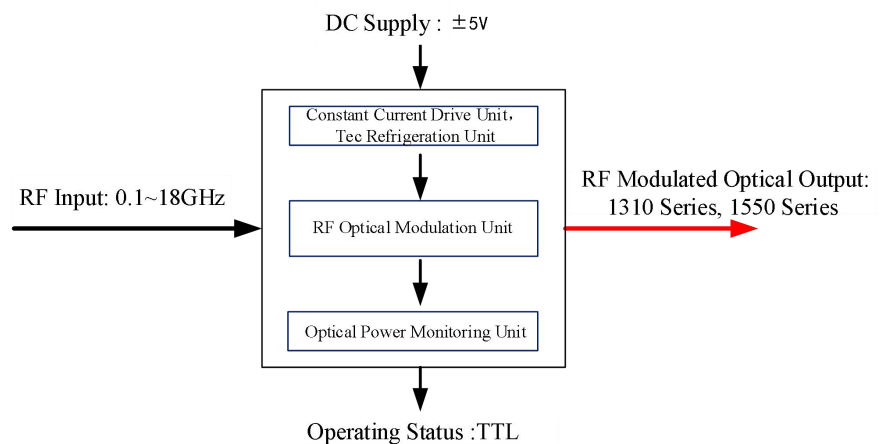 DC Supply : ±5V
Constant Current Drive Unit，
Tec Refrigeration Unit
RF Input: 0.1~18GHz
RF Optical Modulation Unit
RF Modulated Optical Output:
1310 Series, 1550 Series
Optical Power Monitoring Unit
Operating Status :TTL